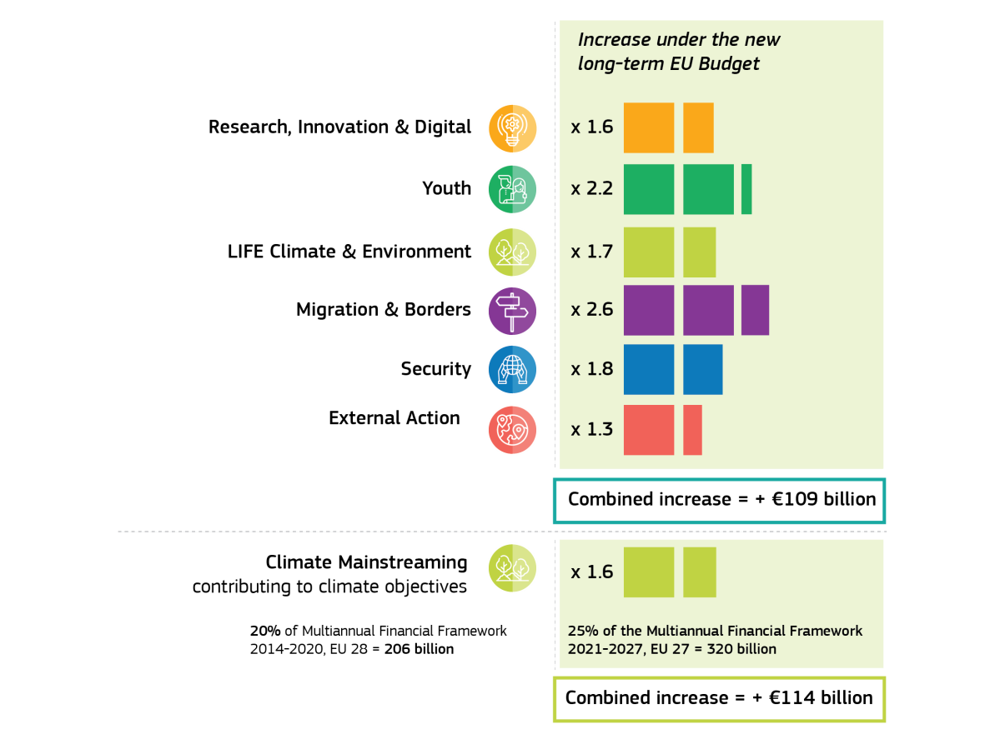 Increase under the new
long-term EU Budget
Research, Innovation & Digital
x 1.6
Youth
x 2.2
LIFE Climate & Environment
x 1.7
Migration & Borders
x 2.6
Security
x 1.8
External Action
x 1.3
Combined increase = + €109 billion
Climate Mainstreaming
contributing to climate objectives
x 1.6
20% of Multiannual Financial Framework
2014-2020, EU 28 = 206 billion
25% of the Multiannual Financial Framework
2021-2027, EU 27 = 320 billion
Combined increase = + €114 billion